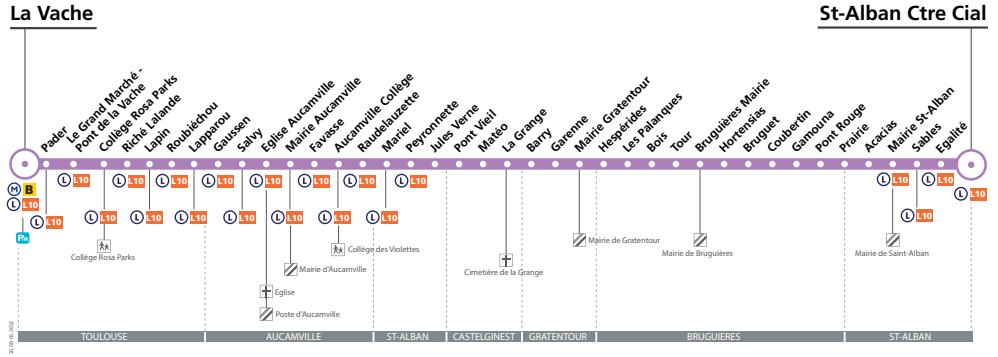 La Vache
St-Alban Ctre Cial
Pader
Le Grand Marché -
Pont de la Vache
Collège Rosa Parks
Riché Lalande
Lapin
Roubiéchou
Lapparou
Gaussen
Salvy
Eglise Aucamville
Mairie Aucamville
Favasse
Aucamville Collège
Raudelauzette
Mariel
Peyronnette
Jules Verne
Pont Vieil
Matéo
La Grange
Barry
Garenne
Mairie Gratentour
Hespérides
Les Palanques
Bois
Tour
Bruguières Mairie
Hortensias
Bruguet
Coubertin
Gamouna
Pont Rouge
Prairie
Acacias
Mairie St-Alban
Sables
Egalité
L L10
L L10
L L10
L L10
L L10
L L10
L L10
L L10
L L10
M B
L L10
L L10
L L10
L L10
L L10
L L10
L L10
L L10
L L10
L L10
L L10
P+R
Collège Rosa Parks
Collège des Violettes
Mairie d'Aucamville
Eglise
Poste d'Aucamville
Cimetière de la Grange
Mairie de Gratentour
Mairie de Bruguières
Mairie de Saint-Alban
TOULOUSE
AUCAMVILLE
ST-ALBAN
CASTELGINEST
GRATENTOUR
BRUGUIERES
ST-ALBAN